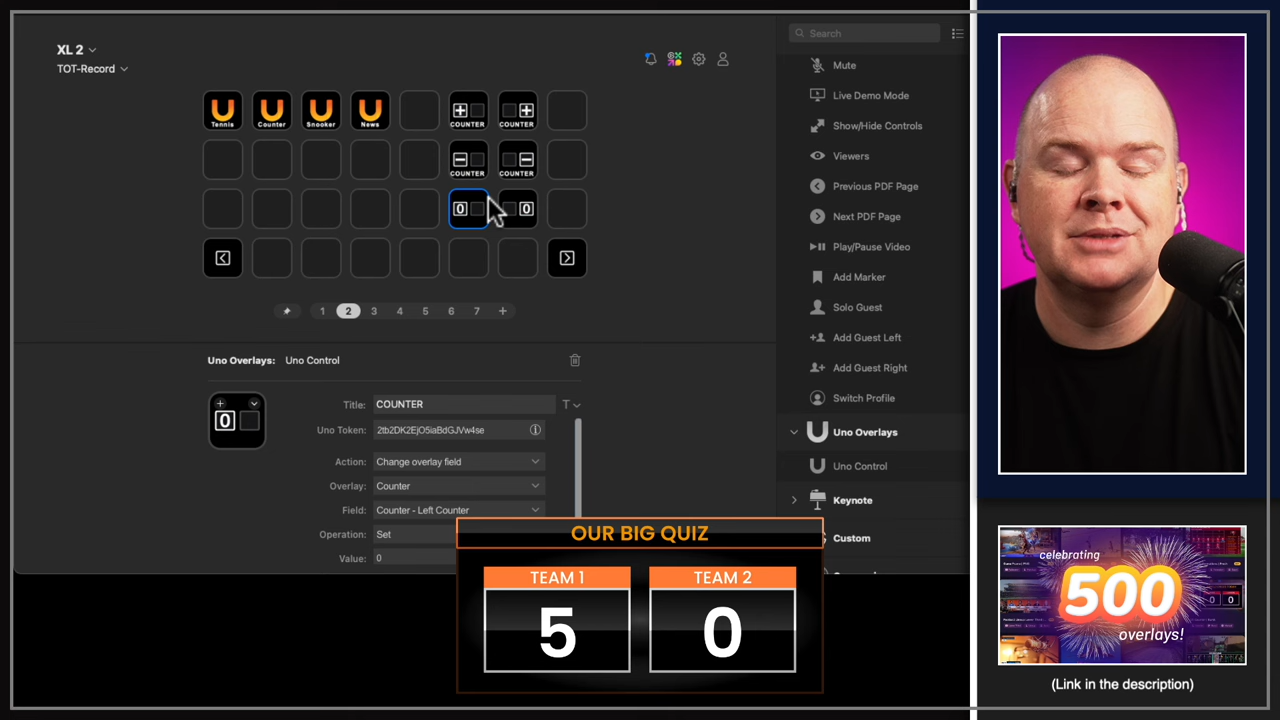 XL 2
TOT-Record
Search
Tennis
Counter
Snooker
News
COUNTER
COUNTER
COUNTER
COUNTER
0
0
1
2
3
4
5
6
7
+
Uno Overlays: Uno Control
0
Title: COUNTER
Uno Token: 2tb2DK2EjO5iaBdGJVw4se
Action: Change overlay field
Overlay: Counter
Field: Counter - Left Counter
Operation: Set
Value: 0
Mute
Live Demo Mode
Show/Hide Controls
Viewers
Previous PDF Page
Next PDF Page
Play/Pause Video
Add Marker
Solo Guest
Add Guest Left
Add Guest Right
Switch Profile
Uno Overlays
Uno Control
Keynote
Custom
OUR BIG QUIZ
TEAM 1
TEAM 2
5
0
celebrating
500
overlays!
(Link in the description)